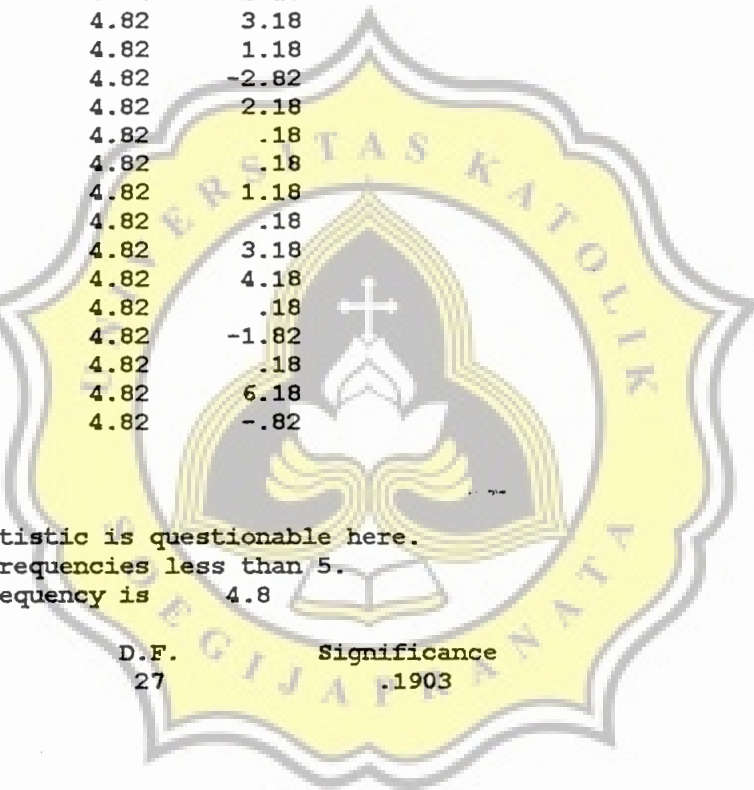 4.82 3.18
4.82 1.18
4.82 -2.82
4.82 2.18
4.82 .18
4.82 .18
4.82 1.18
4.82 .18
4.82 3.18
4.82 4.18
4.82 .18
4.82 -1.82
4.82 .18
4.82 6.18
4.82 -.82
tistic is questionable here.
requencies less than 5.
equency is 4.8
D.F. Significance
27 .1903
UNIVERSITAS KATOLIK
SOEGIJAPRANATA